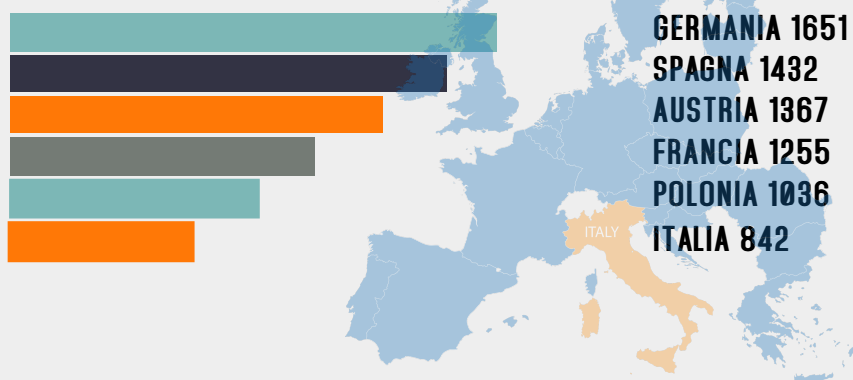 GERMANIA 1651
SPAGNA 1432
AUSTRIA 1367
FRANCIA 1255
POLONIA 1036
ITALY
ITALIA 842